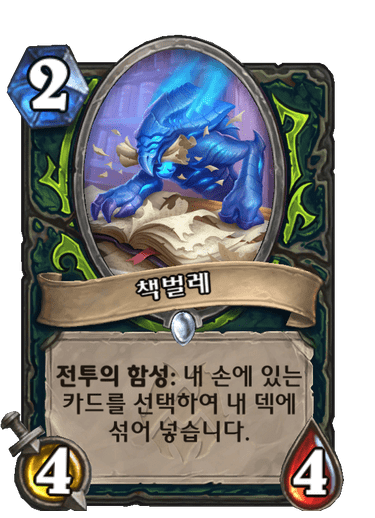 2
책벌레
전투의 함성: 내 손에 있는
카드를 선택하여 내 덱에
섞어 넣습니다.
4
4